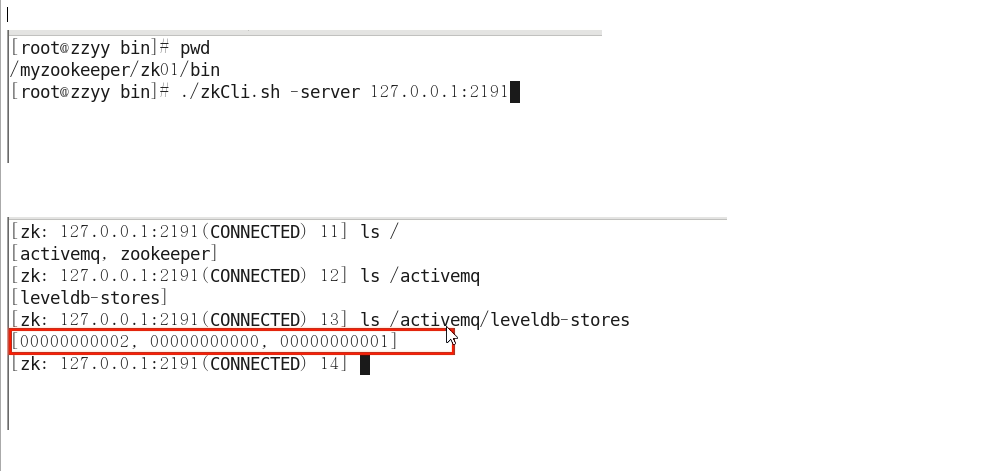 [root@zzyy bin]# pwd
/myzookeeper/zk01/bin
[root@zzyy bin]# ./zkCli.sh -server 127.0.0.1:2191
[zk: 127.0.0.1:2191(CONNECTED) 11] ls /
[activemq, zookeeper]
[zk: 127.0.0.1:2191(CONNECTED) 12] ls /activemq
[leveldb-stores]
[zk: 127.0.0.1:2191(CONNECTED) 13] ls /activemq/leveldb-stores
[00000000002, 00000000000, 00000000001]
[zk: 127.0.0.1:2191(CONNECTED) 14]